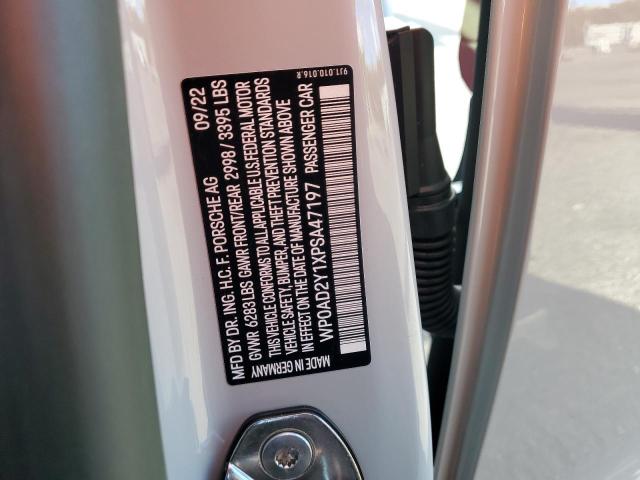 MFD BY DR. ING. H.C. F. PORSCHE AG 09/22
GVWR 6283 LBS GAWR FRONT/REAR 2998 / 3395 LBS
THIS VEHICLE CONFORMS TO ALL APPLICABLE U.S. FEDERAL MOTOR
VEHICLE SAFETY, BUMPER, AND THEFT PREVENTION STANDARDS
IN EFFECT ON THE DATE OF MANUFACTURE SHOWN ABOVE
WP0AD2Y1XPSA47197 PASSENGER CAR
MADE IN GERMANY
9J1.010.016.R